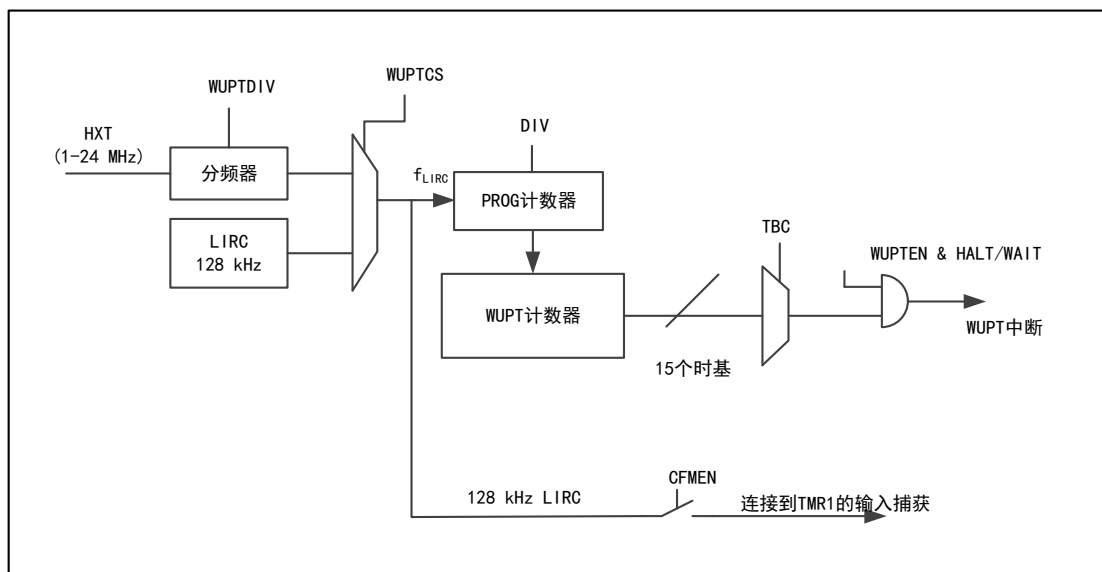 WUPTCS
WUPTDIV
HXT
(1-24 MHz)
分频器
DIV
fLIRC
PROG计数器
LIRC
128 kHz
TBC
WUPTEN & HALT/WAIT
WUPT计数器
WUPT中断
15个时基
CFMEN
128 kHz LIRC
连接到TMR1的输入捕获